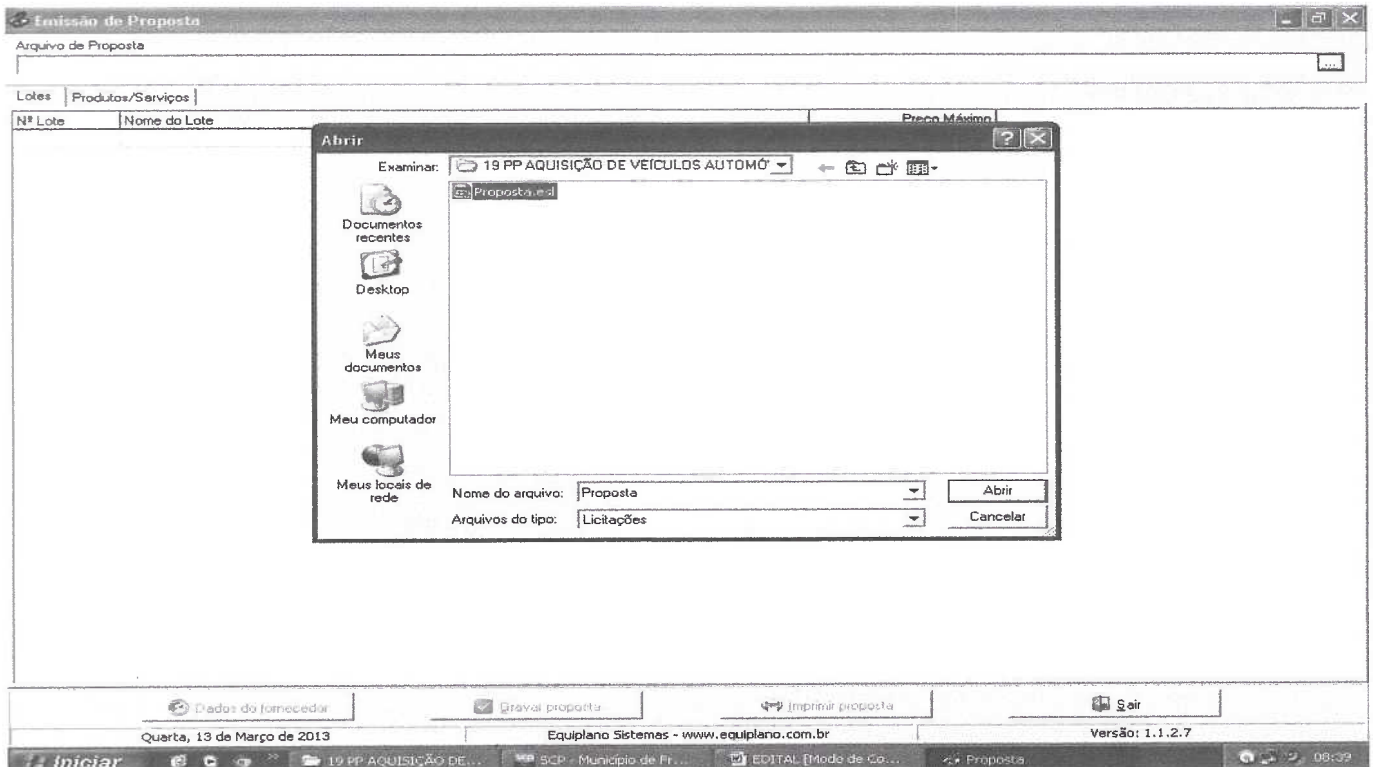 Emissão de Proposta
Arquivo de Proposta
...
Lotes Produtos/Serviços
Nº Lote Nome do Lote Preço Máximo
Abrir
Examinar: 19 PP AQUISIÇÃO DE VEÍCULOS AUTOMÓ
Proposta.esl
Documentos recentes
Desktop
Meus documentos
Meu computador
Meus locais de rede
Nome do arquivo: Proposta Abrir
Arquivos do tipo: Licitações Cancelar
Dados do fornecedor Gravar proposta Imprimir proposta Sair
Quarta, 13 de Março de 2013 Equiplano Sistemas - www.equiplano.com.br Versão: 1.1.2.7
Iniciar 19 PP AQUISIÇÃO DE... SCP - Município de Fr... EDITAL [Modo de Co... Proposta 08:39